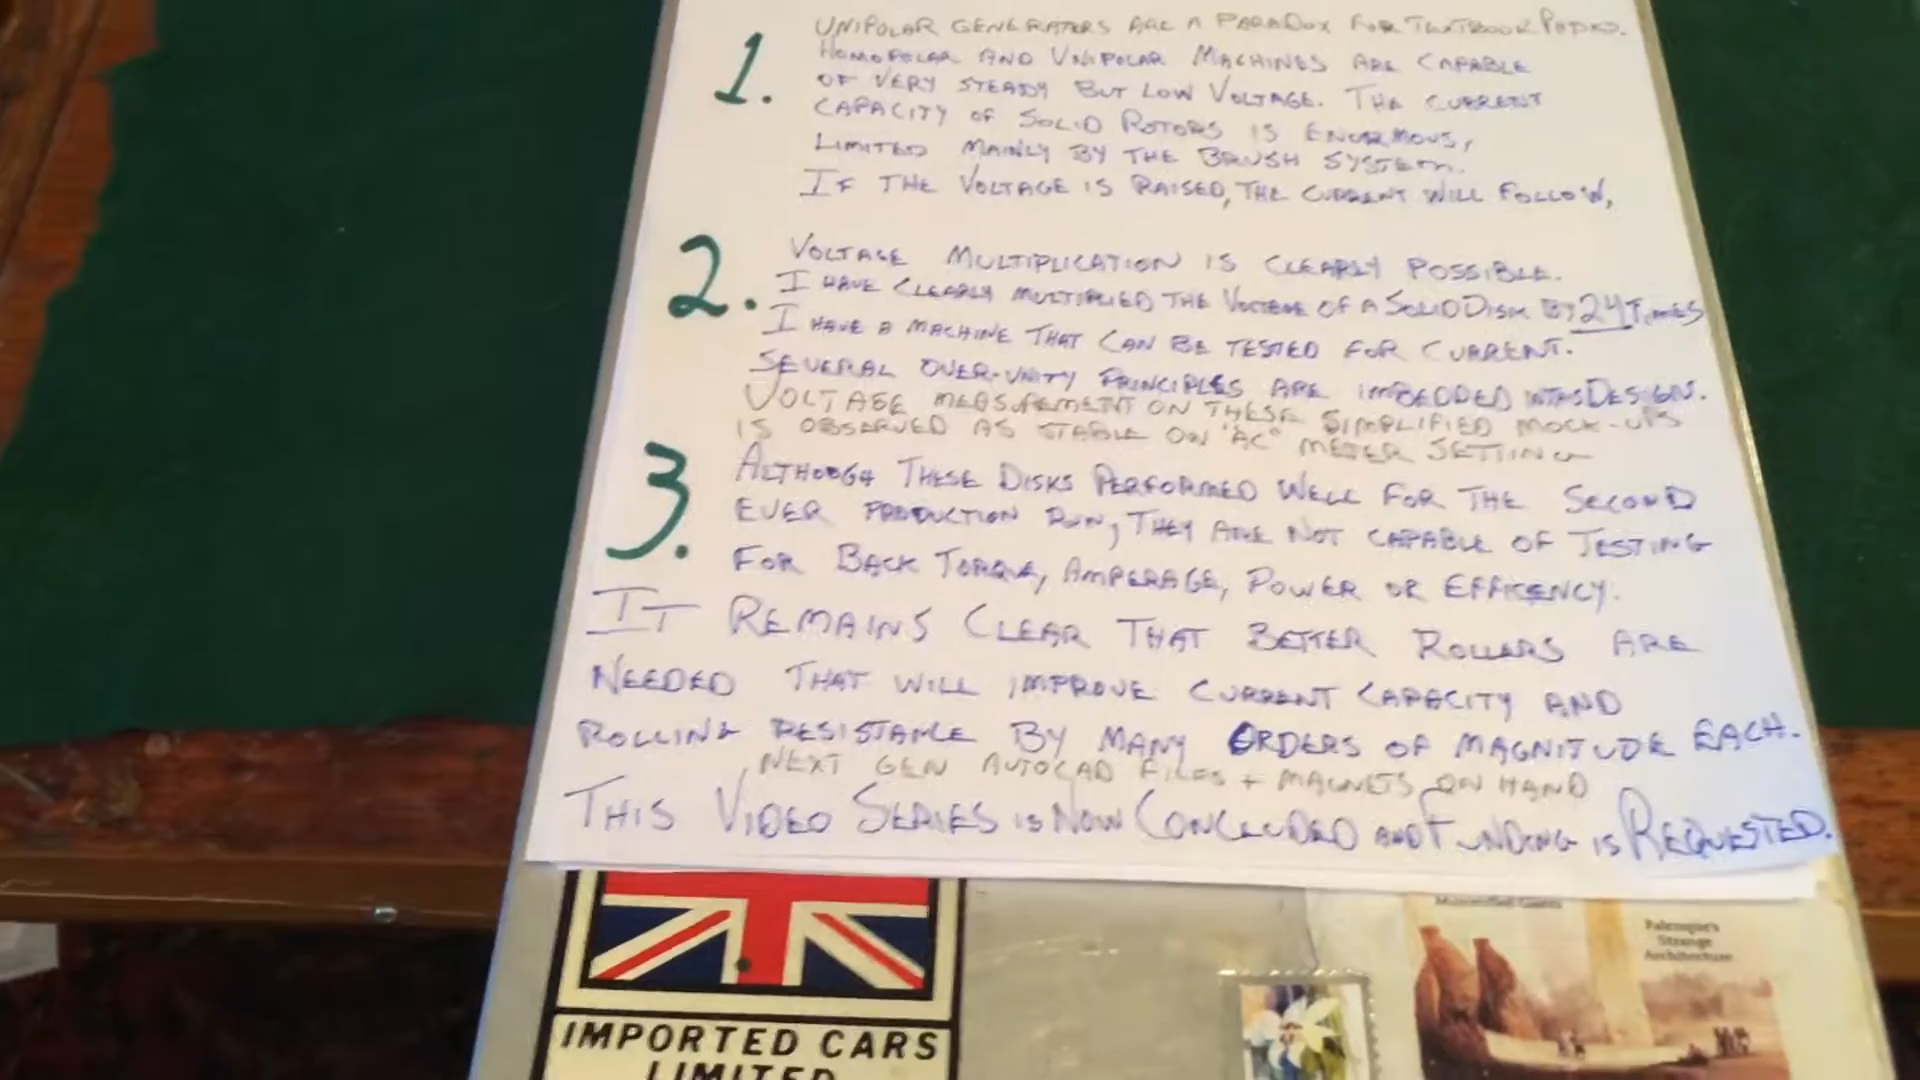 UNIPOLAR GENERATERS ARE A PARADOX FOR TEXTBOOK
1. HOMOPOLAR AND UNIPOLAR MACHINES ARE CAPABLE
OF VERY STEADY BUT LOW VOLTAGE. THE CURRENT
CAPACITY OF SOLID ROTORS IS ENORMOUS,
LIMITED MAINLY BY THE BRUSH SYSTEM.
IF THE VOLTAGE IS RAISED, THE CURRENT WILL FOLLOW,
2. VOLTAGE MULTIPLICATION IS CLEARLY POSSIBLE.
I HAVE CLEARLY MULTIPLIED THE VOLTAGE OF A SOLID DISK BY 24 TIMES
I HAVE A MACHINE THAT CAN BE TESTED FOR CURRENT.
SEVERAL OVER-UNITY PRINCIPLES ARE IMBEDDED DESIGN.
VOLTAGE MEASUREMENT ON THESE SIMPLIFIED MOCK-UPS
IS OBSERVED AS STABLE ON "AC" METER SETTING
3. ALTHOUGH THESE DISKS PERFORMED WELL FOR THE SECOND
EVER PRODUCTION RUN, THEY ARE NOT CAPABLE OF TESTING
FOR BACK TORQUE, AMPERAGE, POWER OR EFFICENCY.
IT REMAINS CLEAR THAT BETTER ROLLERS ARE
NEEDED THAT WILL IMPROVE CURRENT CAPACITY AND
ROLLING RESISTANCE BY MANY ORDERS OF MAGNITUDE EACH.
NEXT GEN AUTOCAD FILES + MAGNETS ON HAND
THIS VIDEO SERIES IS NOW CONCLUDED AND FUNDING IS REQUESTED.
IMPORTED CARS
LIMITED
Palenque's
Strange
Architecture